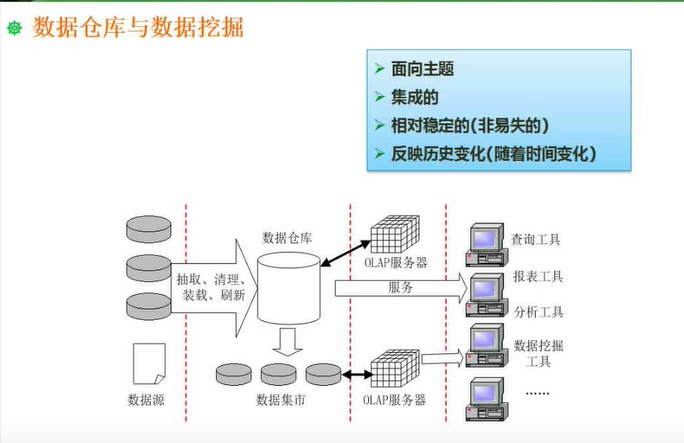 数据仓库与数据挖掘
面向主题
集成的
相对稳定的(非易失的)
反映历史变化(随着时间变化)
数据仓库
OLAP服务器
查询工具
抽取、清理、
装载、刷新
服务
报表工具
分析工具
数据挖掘
工具
数据源
数据集市
OLAP服务器
……